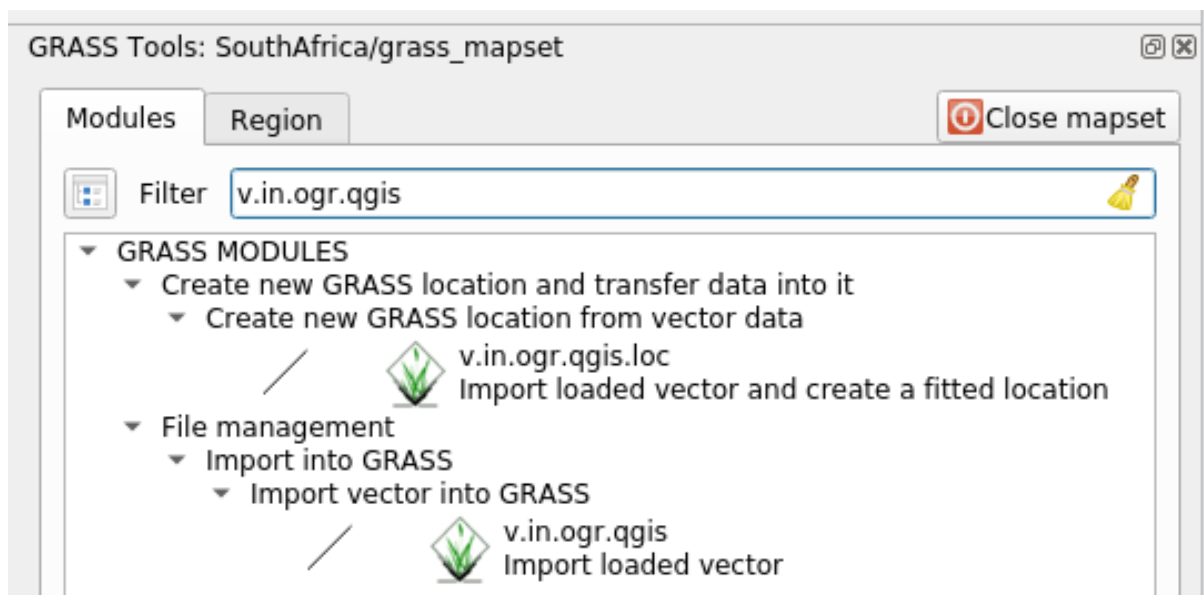 GRASS Tools: SouthAfrica/grass_mapset
Modules
Region
Close mapset
Filter
v.in.ogr.qgis
GRASS MODULES
Create new GRASS location and transfer data into it
Create new GRASS location from vector data
v.in.ogr.qgis.loc
Import loaded vector and create a fitted location
File management
Import into GRASS
Import vector into GRASS
v.in.ogr.qgis
Import loaded vector